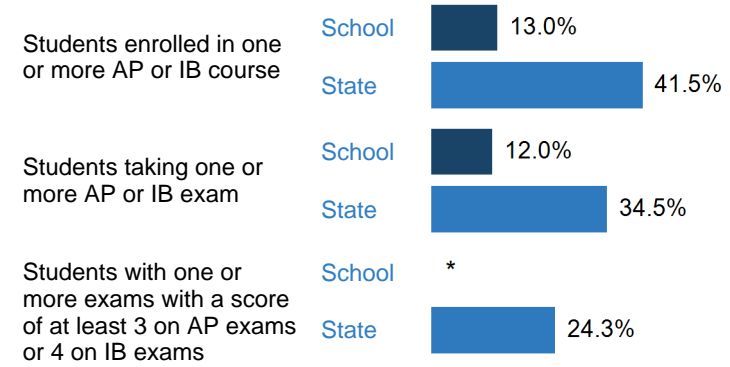 Students enrolled in one
or more AP or IB course
School
13.0%
State
41.5%
Students taking one or
more AP or IB exam
School
12.0%
State
34.5%
Students with one or
more exams with a score
of at least 3 on AP exams
or 4 on IB exams
School
*
State
24.3%